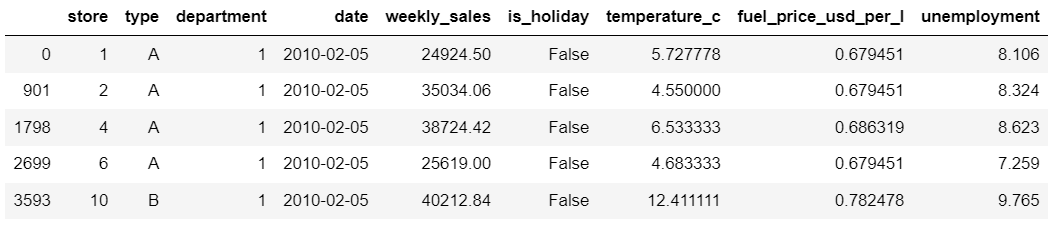 store type department date weekly_sales is_holiday temperature_c fuel_price_usd_per_l unemployment
0 1 A 1 2010-02-05 24924.50 False 5.727778 0.679451 8.106
901 2 A 1 2010-02-05 35034.06 False 4.550000 0.679451 8.324
1798 4 A 1 2010-02-05 38724.42 False 6.533333 0.686319 8.623
2699 6 A 1 2010-02-05 25619.00 False 4.683333 0.679451 7.259
3593 10 B 1 2010-02-05 40212.84 False 12.411111 0.782478 9.765